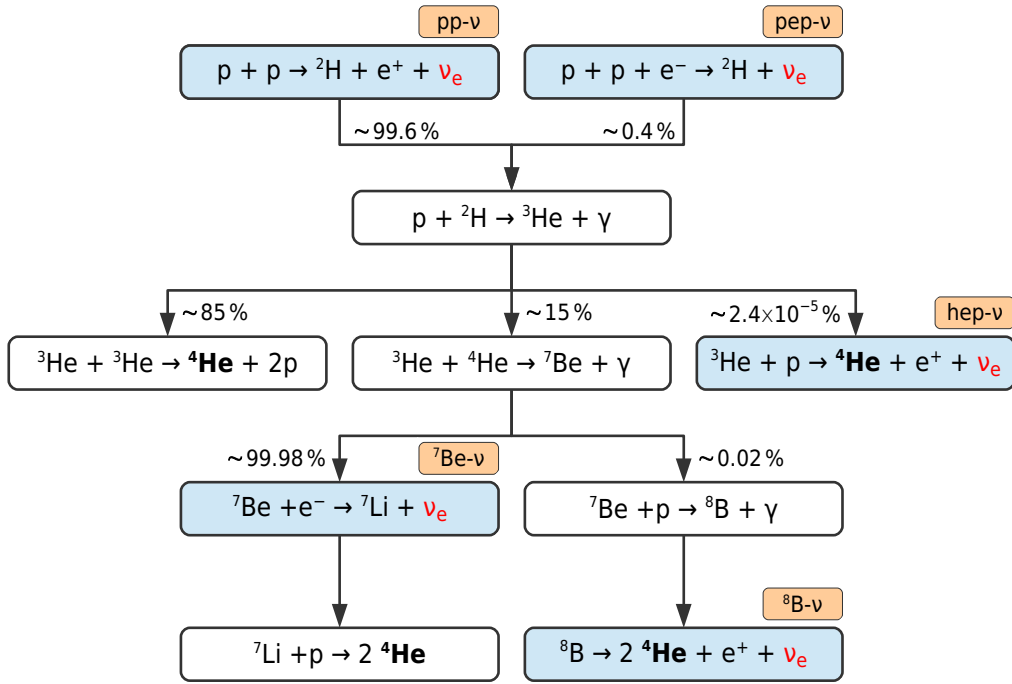 pp-ν
pep-ν
p + p → ²H + e⁺ + νₑ
p + p + e⁻ → ²H + νₑ
~99.6 %
~0.4 %
p + ²H → ³He + γ
~85 %
~15 %
~2.4×10⁻⁵ %
hep-ν
³He + ³He → ⁴He + 2p
³He + ⁴He → ⁷Be + γ
³He + p → ⁴He + e⁺ + νₑ
~99.98 %
⁷Be-ν
~0.02 %
⁷Be +e⁻ → ⁷Li + νₑ
⁷Be +p → ⁸B + γ
⁸B-ν
⁷Li +p → 2 ⁴He
⁸B → 2 ⁴He + e⁺ + νₑ